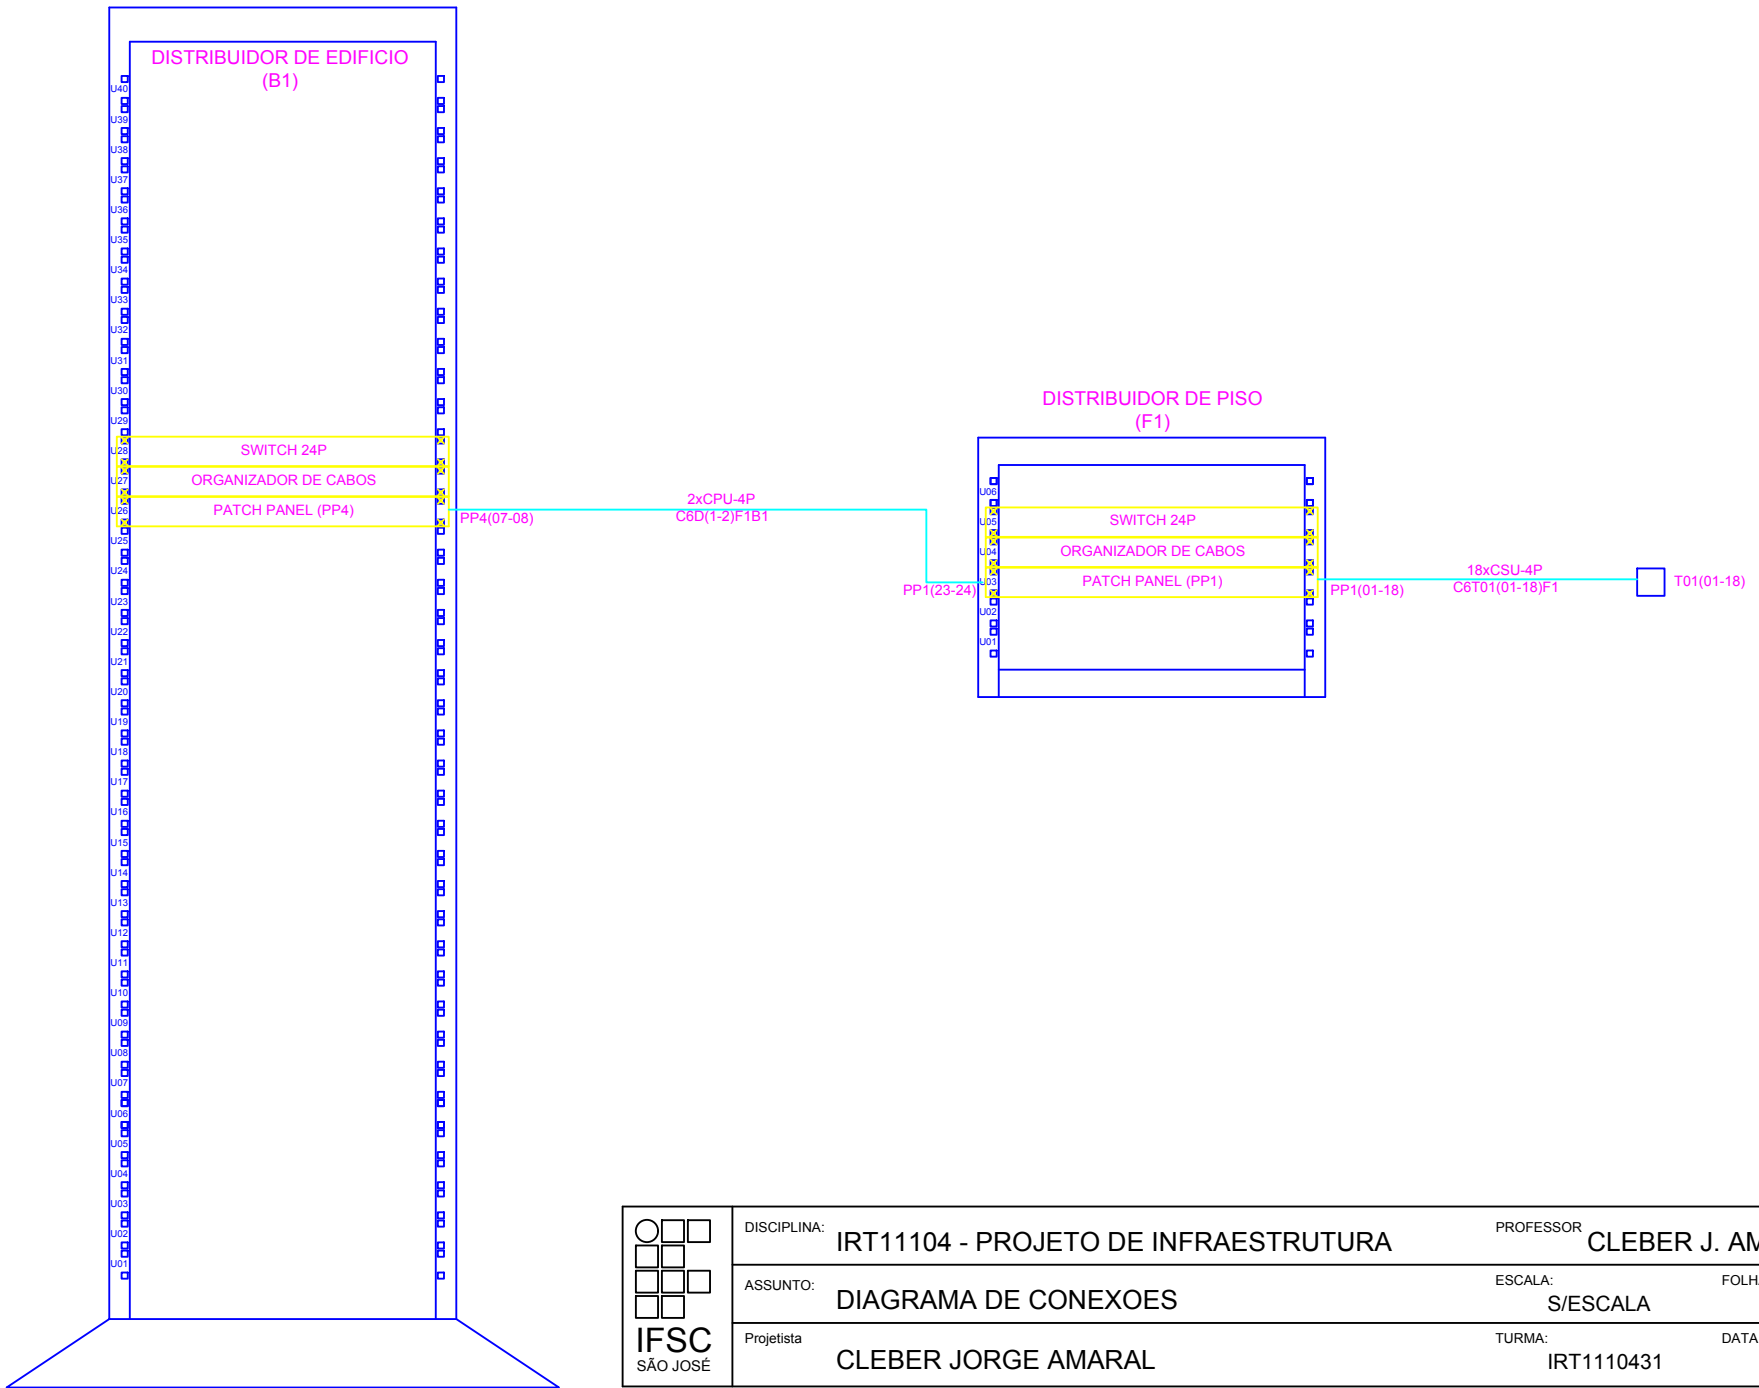 DISTRIBUIDOR DE EDIFICIO
(B1)
U40
U39
U38
U37
U36
U35
U34
U33
U32
U31
U30
U29
U28
SWITCH 24P
U27
ORGANIZADOR DE CABOS
U26
PATCH PANEL (PP4)
PP4(07-08)
U25
U24
U23
U22
U21
U20
U19
U18
U17
U16
U15
U14
U13
U12
U11
U10
U09
U08
U07
U06
U05
U04
U03
U02
U01
2xCPU-4P
C6D(1-2)F1B1
DISTRIBUIDOR DE PISO
(F1)
U06
U05
SWITCH 24P
U04
ORGANIZADOR DE CABOS
PP1(23-24)
U03
PATCH PANEL (PP1)
PP1(01-18)
U02
U01
18xCSU-4P
C6T01(01-18)F1
T01(01-18)
IFSC
SÃO JOSÉ
DISCIPLINA: IRT11104 - PROJETO DE INFRAESTRUTURA
PROFESSOR CLEBER J. AM
ASSUNTO: DIAGRAMA DE CONEXOES
ESCALA: S/ESCALA
FOLH
Projetista CLEBER JORGE AMARAL
TURMA: IRT1110431
DATA